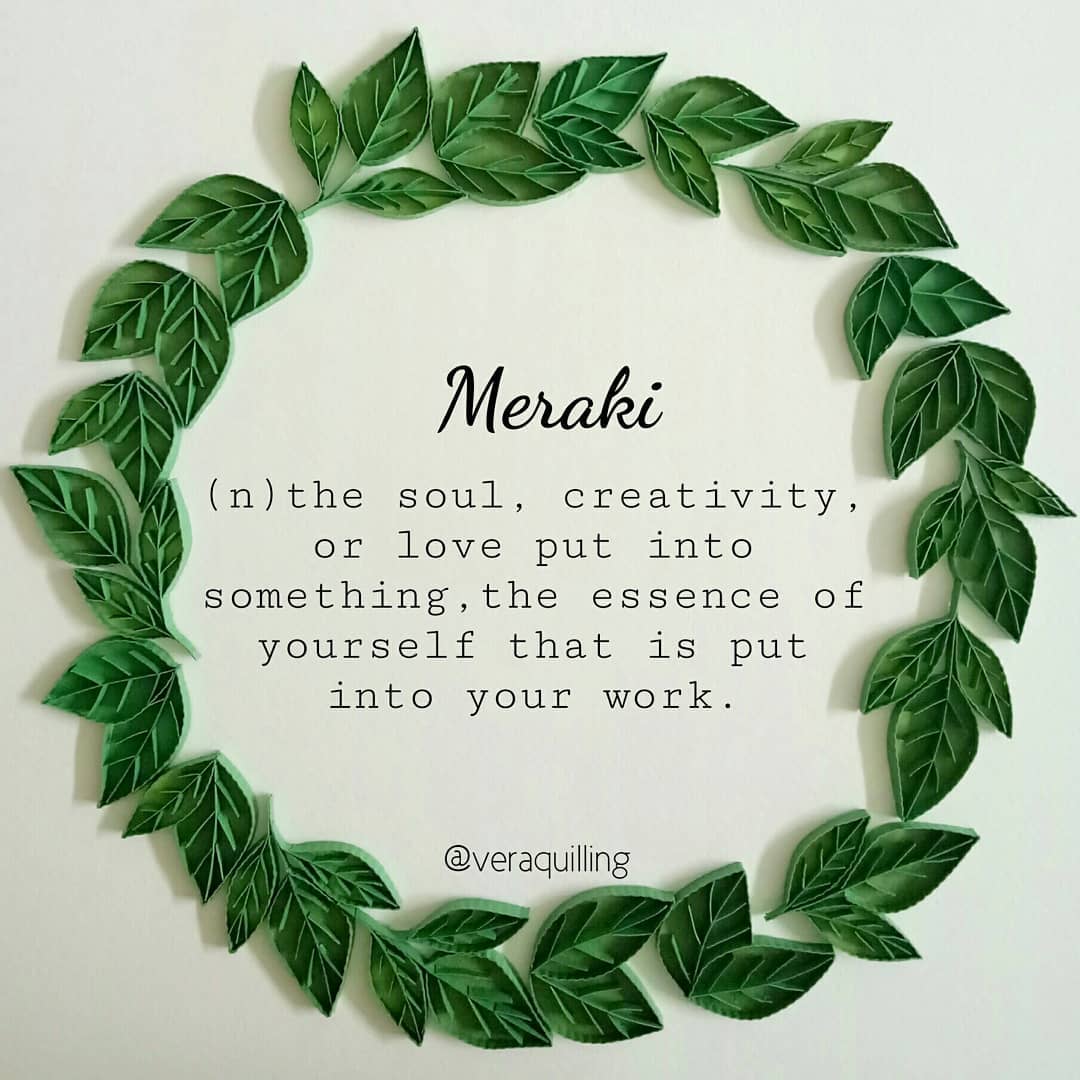 Meraki
(n)the soul, creativity,
or love put into
something,the essence of
yourself that is put
into your work.
@veraquilling